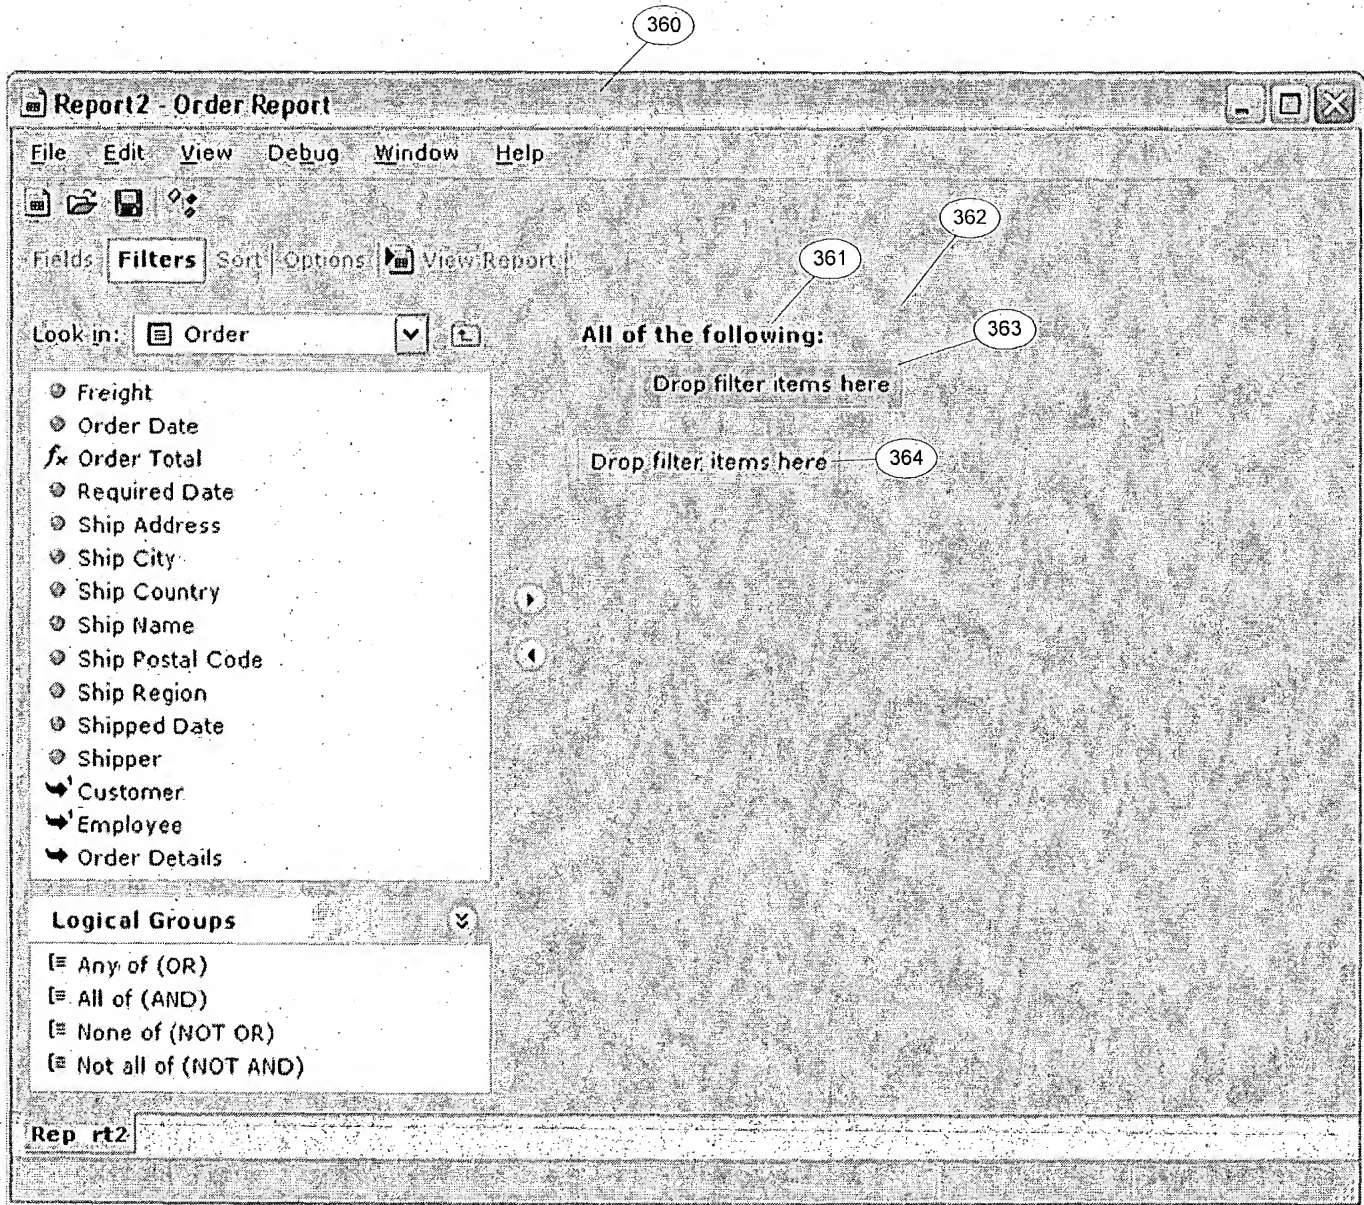 360
Report2 - Order Report
File Edit View Debug Window Help
362
Fields Filters Sort Options View Report
361
Look in: Order
363
All of the following:
Drop filter items here
Drop filter items here
364
Freight
Order Date
fx Order Total
Required Date
Ship Address
Ship City
Ship Country
Ship Name
Ship Postal Code
Ship Region
Shipped Date
Shipper
1 Customer
1 Employee
Order Details
Logical Groups
Any of (OR)
All of (AND)
None of (NOT OR)
Not all of (NOT AND)
Rep rt2